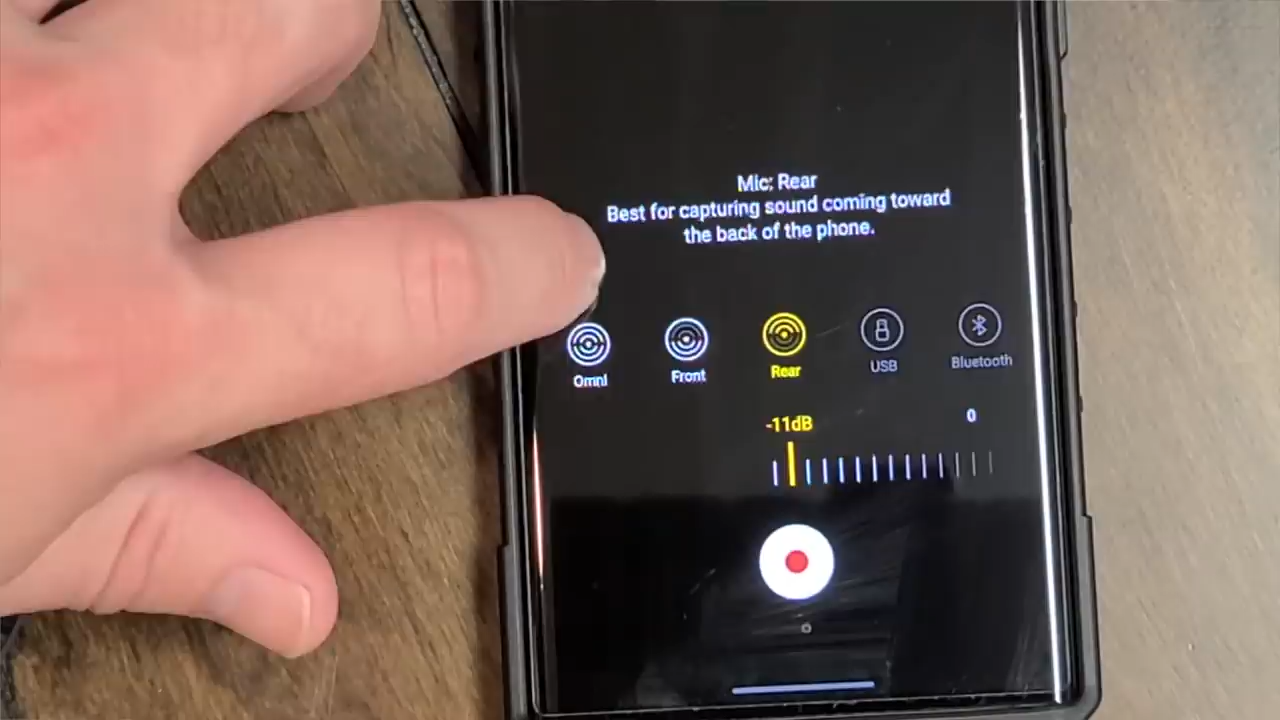 Mic: Rear
Best for capturing sound coming toward
the back of the phone.
Omni
Front
Rear
USB
Bluetooth
-11dB
0